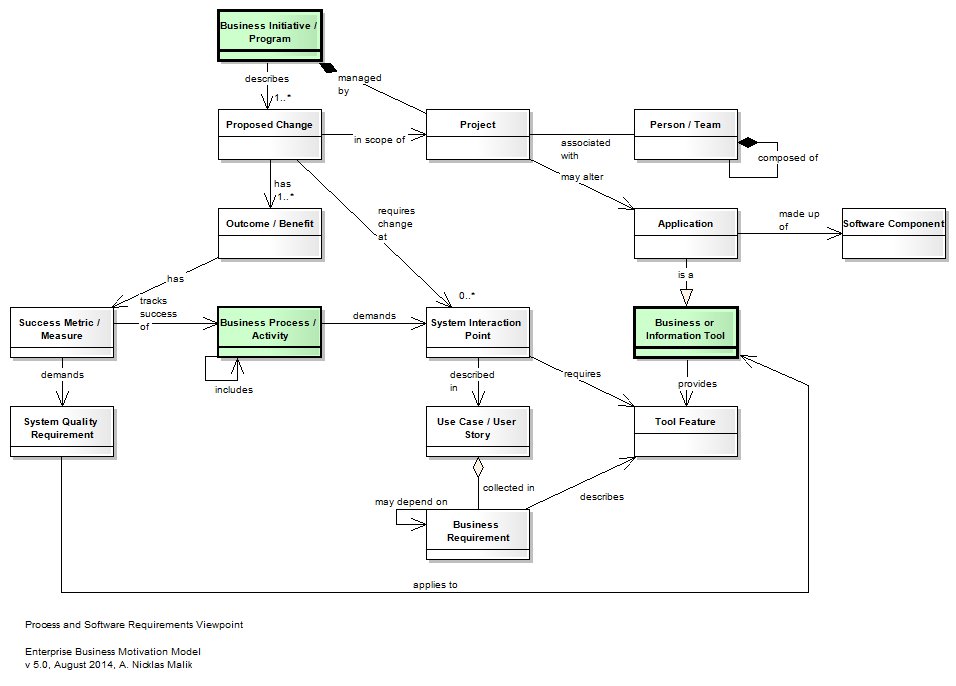 Business Initiative /
Program
describes
1..*
managed
by
Proposed Change
in scope of
Project
associated
with
Person / Team
composed of
has
1..*
requires
change
at
may alter
Outcome / Benefit
Application
made up
of
Software Component
has
is a
0..*
tracks
success
of
Success Metric /
Measure
Business Process /
Activity
demands
System Interaction
Point
Business or
Information Tool
demands
includes
described
in
requires
provides
System Quality
Requirement
Use Case / User
Story
Tool Feature
collected in
may depend on
describes
Business
Requirement
applies to
Process and Software Requirements Viewpoint
Enterprise Business Motivation Model
v 5.0, August 2014, A. Nicklas Malik